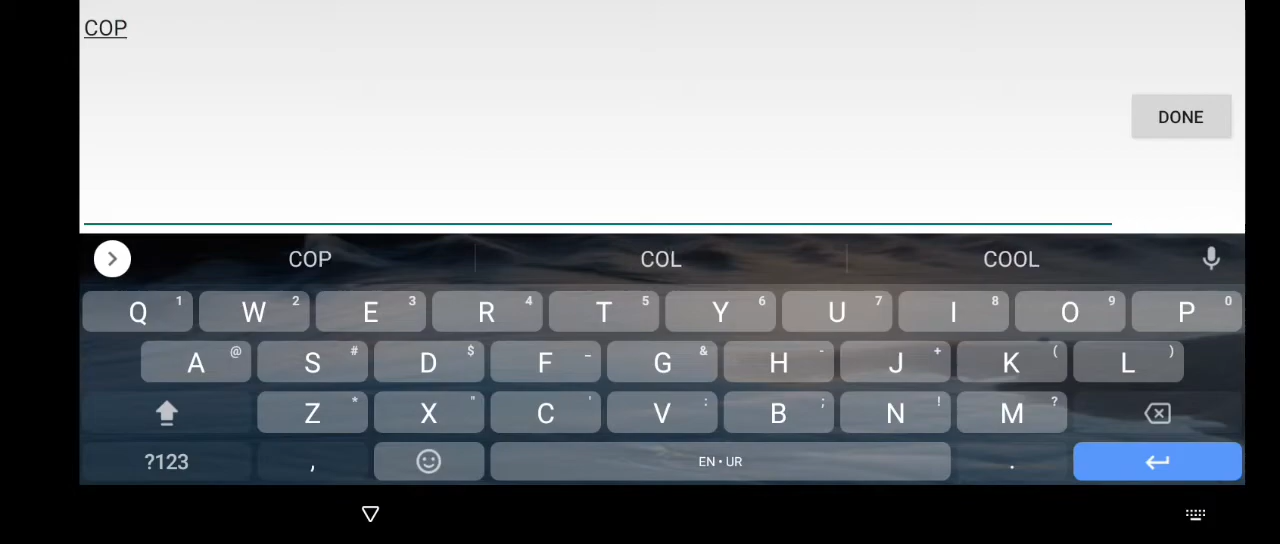 COP
DONE
COP COL COOL
Q 1 W 2 E 3 R 4 T 5 Y 6 U 7 I 8 O 9 P 0
A @ S # D $ F _ G & H - J + K ( L )
Z * X " C ' V : B ; N ! M ?
?123 , EN • UR .